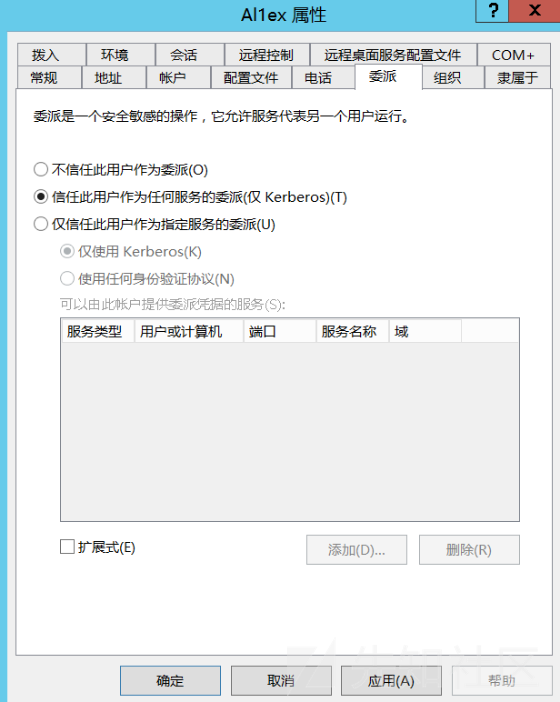 Al1ex 属性
?
X
拨入 环境 会话 远程控制 远程桌面服务配置文件 COM+
常规 地址 帐户 配置文件 电话 委派 组织 隶属于
委派是一个安全敏感的操作，它允许服务代表另一个用户运行。
不信任此用户作为委派(O)
信任此用户作为任何服务的委派(仅 Kerberos)(T)
仅信任此用户作为指定服务的委派(U)
仅使用 Kerberos(K)
使用任何身份验证协议(N)
可以由此帐户提供委派凭据的服务(S):
服务类型 用户或计算机 端口 服务名称 域
扩展式(E)
添加(D)... 删除(R)
确定 取消 应用(A) 帮助
先知社区